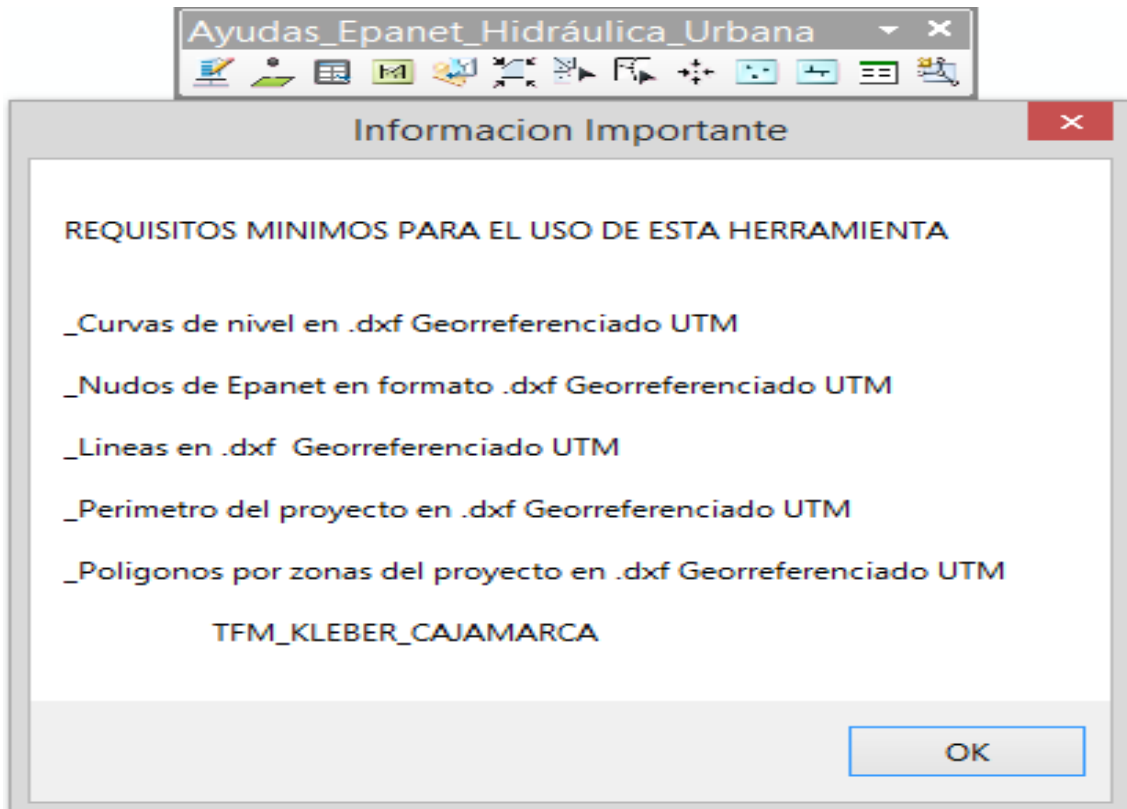 Ayudas_Epanet_Hidráulica_Urbana
Informacion Importante
REQUISITOS MINIMOS PARA EL USO DE ESTA HERRAMIENTA
_Curvas de nivel en .dxf Georreferenciado UTM
_Nudos de Epanet en formato .dxf Georreferenciado UTM
_Lineas en .dxf  Georreferenciado UTM
_Perimetro del proyecto en .dxf Georreferenciado UTM
_Poligonos por zonas del proyecto en .dxf Georreferenciado UTM
TFM_KLEBER_CAJAMARCA
OK